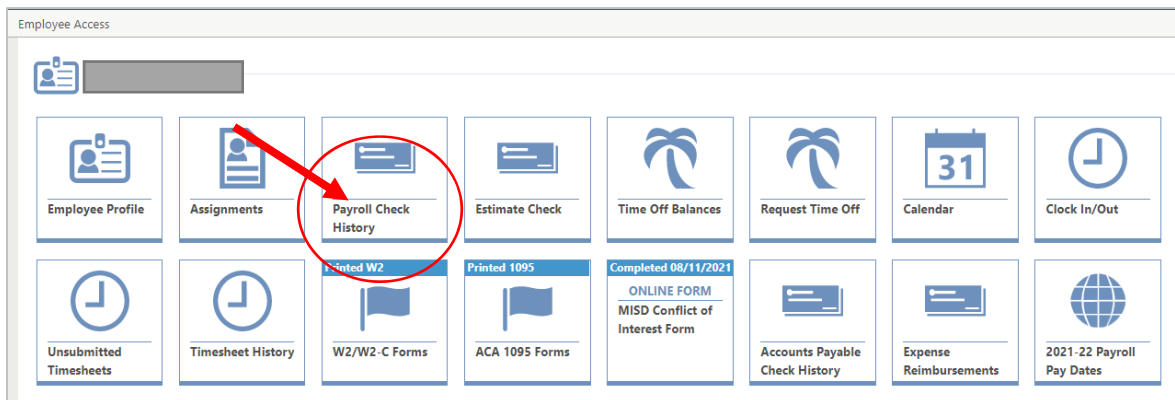 Employee Access
Employee Profile
Assignments
Payroll Check
History
Estimate Check
Time Off Balances
Request Time Off
31
Calendar
Clock In/Out
Unsubmitted
Timesheets
Timesheet History
Printed W2
W2/W2-C Forms
Printed 1095
ACA 1095 Forms
Completed 08/11/2021
ONLINE FORM
MISD Conflict of
Interest Form
Accounts Payable
Check History
Expense
Reimbursements
2021-22 Payroll
Pay Dates